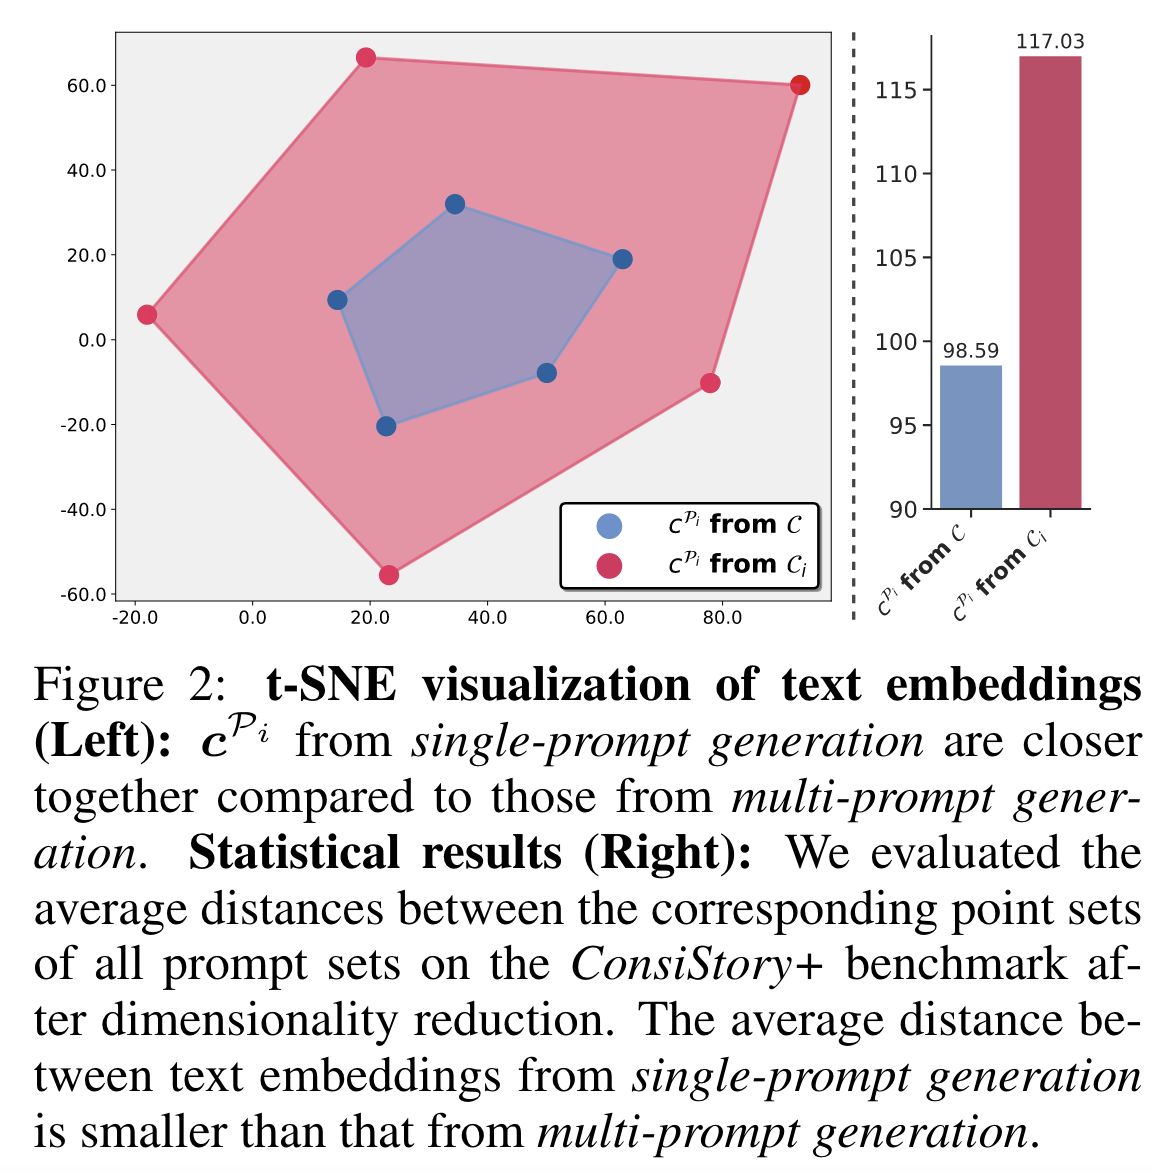 60.0
40.0
20.0
0.0
-20.0
-40.0
-60.0
-20.0 0.0 20.0 40.0 60.0 80.0
c^{𝒫_i} from 𝒞
c^{𝒫_i} from 𝒞_i
117.03
98.59
115
110
105
100
95
90
c^{𝒫_i} from 𝒞
c^{𝒫_i} from 𝒞_i
Figure 2: t-SNE visualization of text embeddings
(Left): c^{𝒫_i} from single-prompt generation are closer
together compared to those from multi-prompt gener-
ation. Statistical results (Right): We evaluated the
average distances between the corresponding point sets
of all prompt sets on the ConsiStory+ benchmark af-
ter dimensionality reduction. The average distance be-
tween text embeddings from single-prompt generation
is smaller than that from multi-prompt generation.